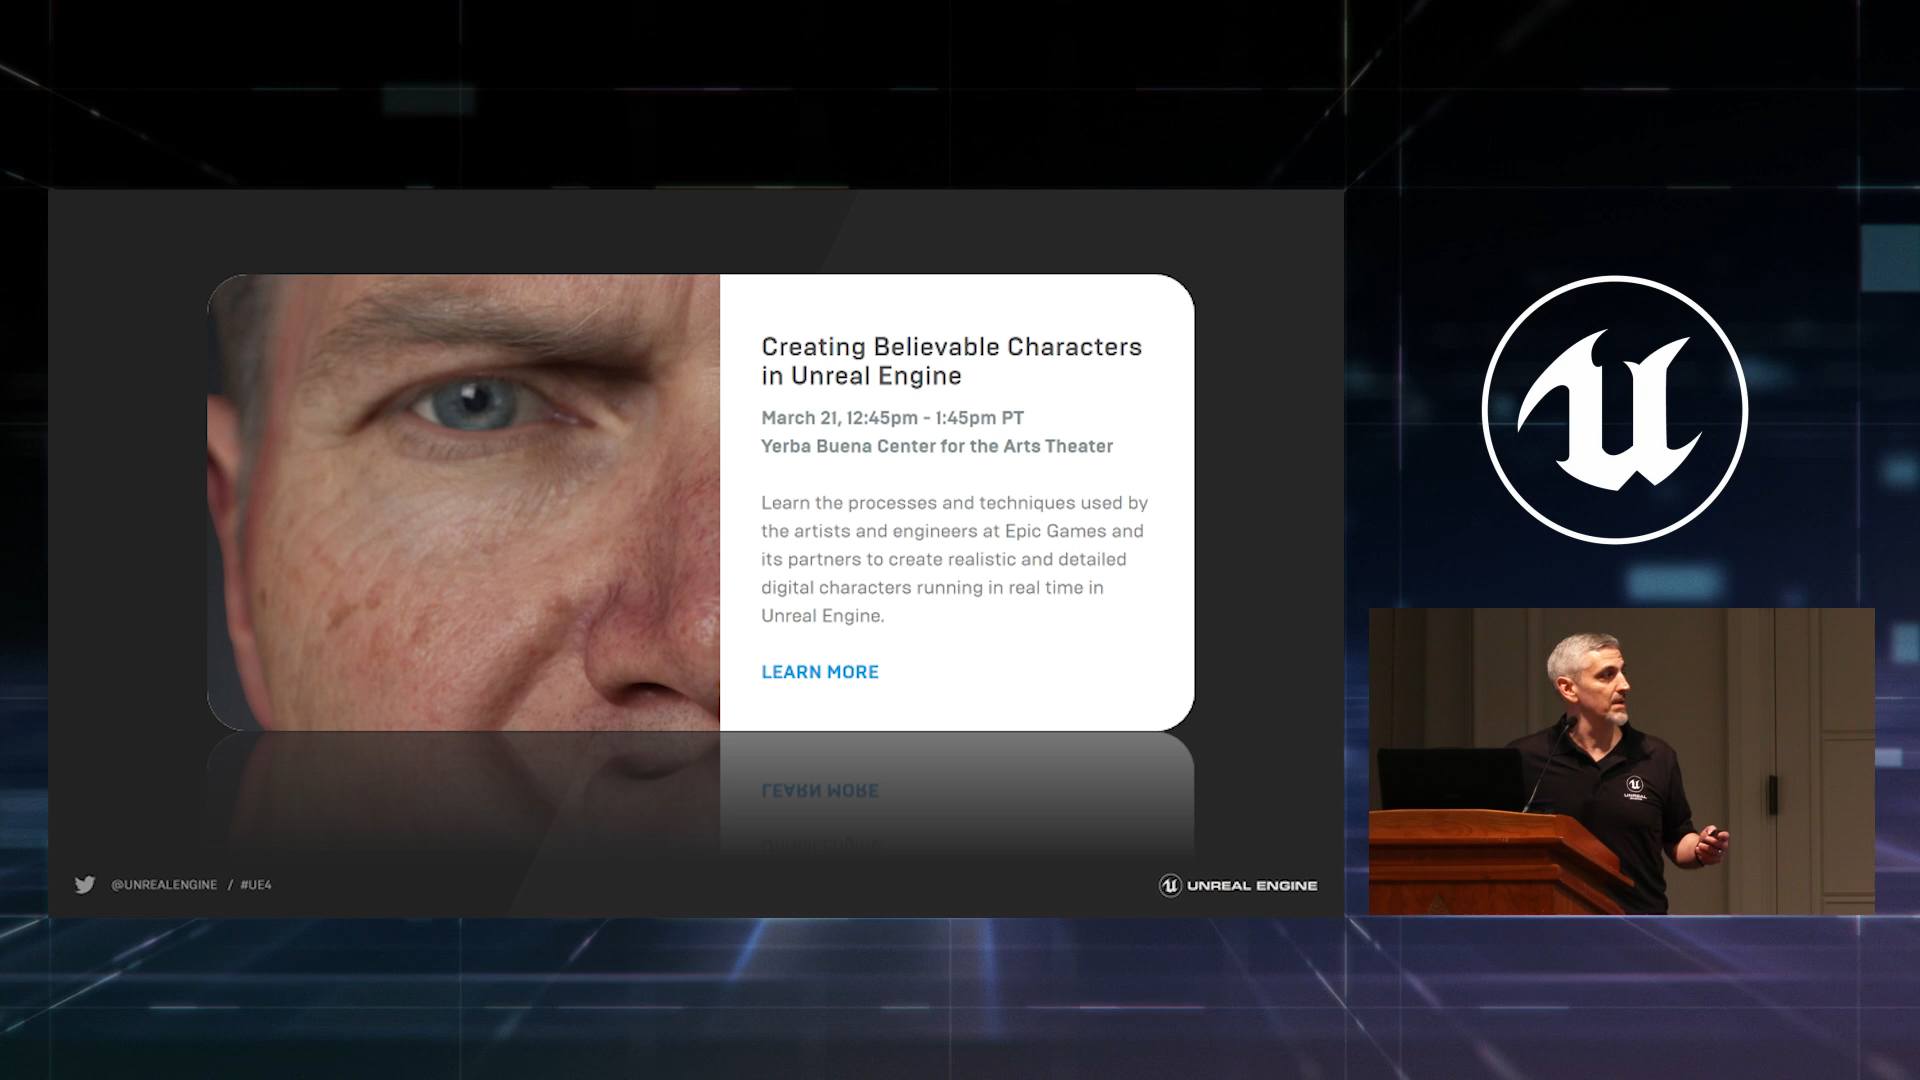 Creating Believable Characters
in Unreal Engine
March 21, 12:45pm - 1:45pm PT
Yerba Buena Center for the Arts Theater
Learn the processes and techniques used by
the artists and engineers at Epic Games and
its partners to create realistic and detailed
digital characters running in real time in
Unreal Engine.
LEARN MORE
LEARN MORE
@UNREALENGINE / #UE4
UNREAL ENGINE
UNREAL